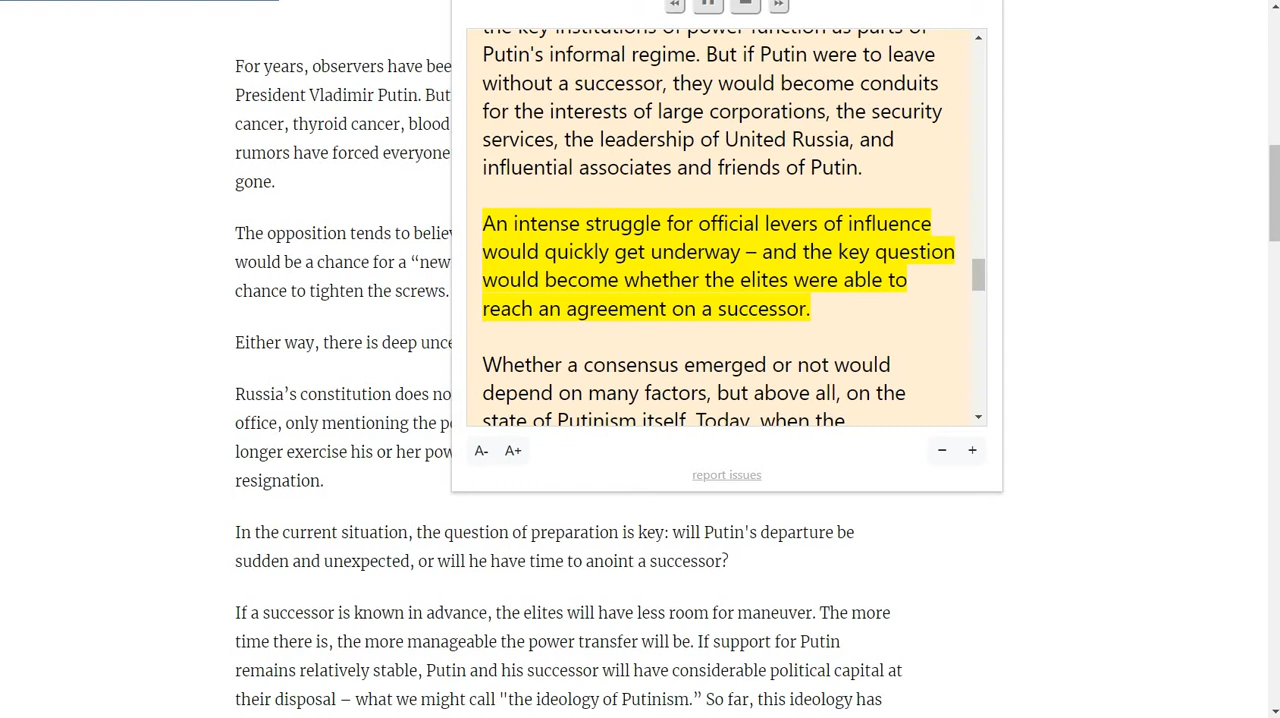 For years, observers have bee
President Vladimir Putin. But
cancer, thyroid cancer, blood
rumors have forced everyone
gone.
The opposition tends to believ
would be a chance for a “new
chance to tighten the screws.
Either way, there is deep unce
Russia’s constitution does no
office, only mentioning the p
longer exercise his or her pow
resignation.
In the current situation, the question of preparation is key: will Putin's departure be
sudden and unexpected, or will he have time to anoint a successor?
If a successor is known in advance, the elites will have less room for maneuver. The more
time there is, the more manageable the power transfer will be. If support for Putin
remains relatively stable, Putin and his successor will have considerable political capital at
their disposal – what we might call "the ideology of Putinism.” So far, this ideology has
the key institutions of power function as parts of
Putin's informal regime. But if Putin were to leave
without a successor, they would become conduits
for the interests of large corporations, the security
services, the leadership of United Russia, and
influential associates and friends of Putin.
An intense struggle for official levers of influence
would quickly get underway – and the key question
would become whether the elites were able to
reach an agreement on a successor.
Whether a consensus emerged or not would
depend on many factors, but above all, on the
state of Putinism itself. Today, when the
A- A+ − +
report issues